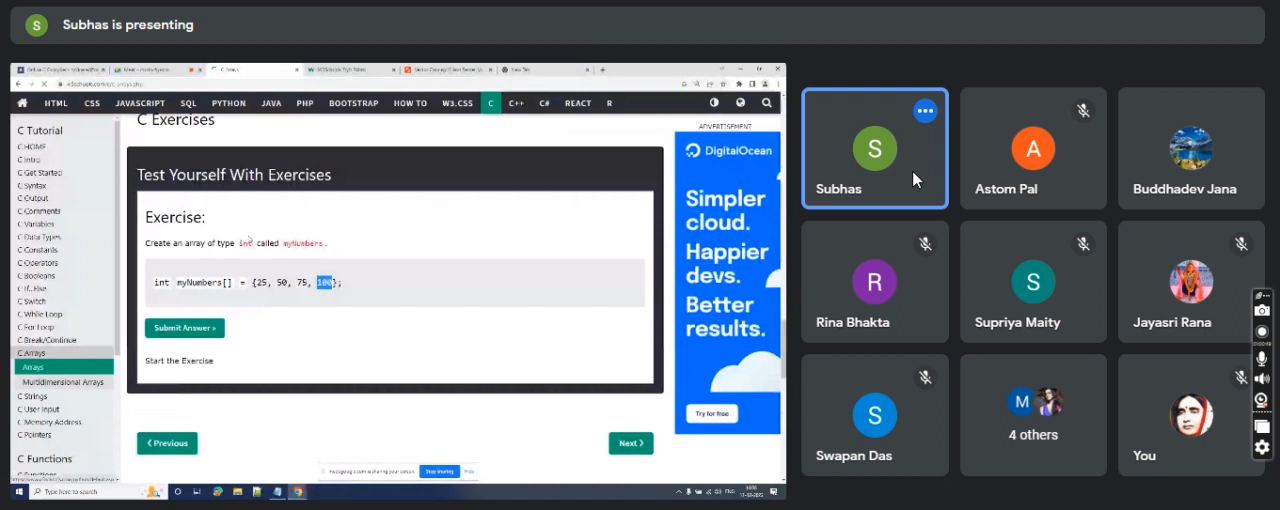 S Subhas is presenting
HTML CSS JAVASCRIPT SQL PYTHON JAVA PHP BOOTSTRAP HOW TO W3.CSS C C++ C# REACT R
C Tutorial
C HOME
C Intro
C Get Started
C Syntax
C Output
C Comments
C Variables
C Data Types
C Constants
C Operators
C Booleans
C If...Else
C Switch
C While Loop
C For Loop
C Break/Continue
C Arrays
Arrays
Multidimensional Arrays
C Strings
C User Input
C Memory Address
C Pointers
C Functions
C Exercises
Test Yourself With Exercises
Exercise:
Create an array of type int called myNumbers.
int myNumbers[] = {25, 50, 75, 100};
Submit Answer »
Start the Exercise
❮ Previous
Next ❯
ADVERTISEMENT
DigitalOcean
Simpler
cloud.
Happier
devs.
Better
results.
Try for free
Stop sharing
Hide
Type here to search
ENG
S
Subhas
A
Astom Pal
Buddhadev Jana
R
Rina Bhakta
S
Supriya Maity
Jayasri Rana
S
Swapan Das
M
4 others
You